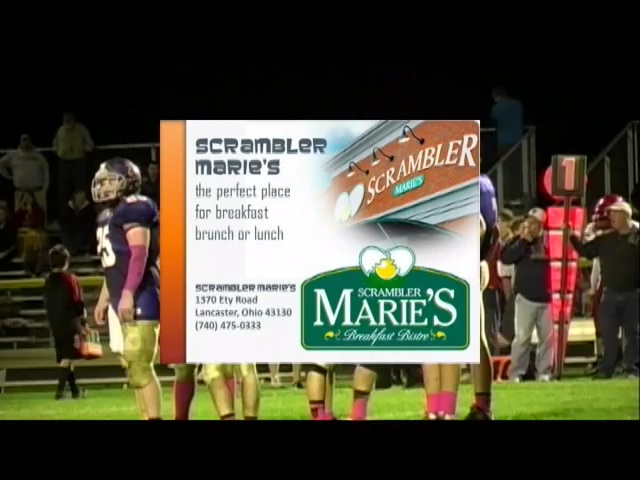 SCRAMBLER
MARIE'S
the perfect place
for breakfast
brunch or lunch
SCRAMBLER
MARIE'S
SCRAMBLER MARIE'S
1370 Ety Road
Lancaster, Ohio 43130
(740) 475-0333
SCRAMBLER
MARIE'S
Breakfast Bistro
25
1